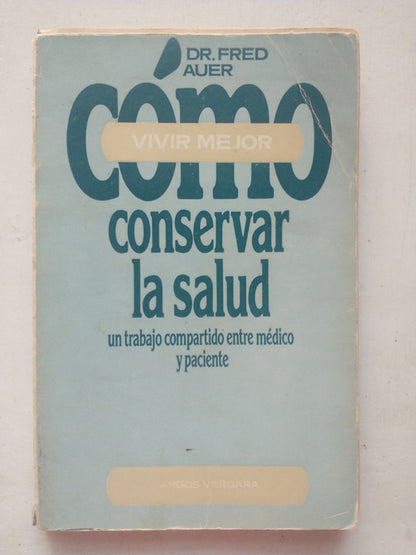 DR. FRED
AUER
cómo
VIVIR MEJOR
conservar
la salud
un trabajo compartido entre médico
y paciente
ARGOS VERGARA